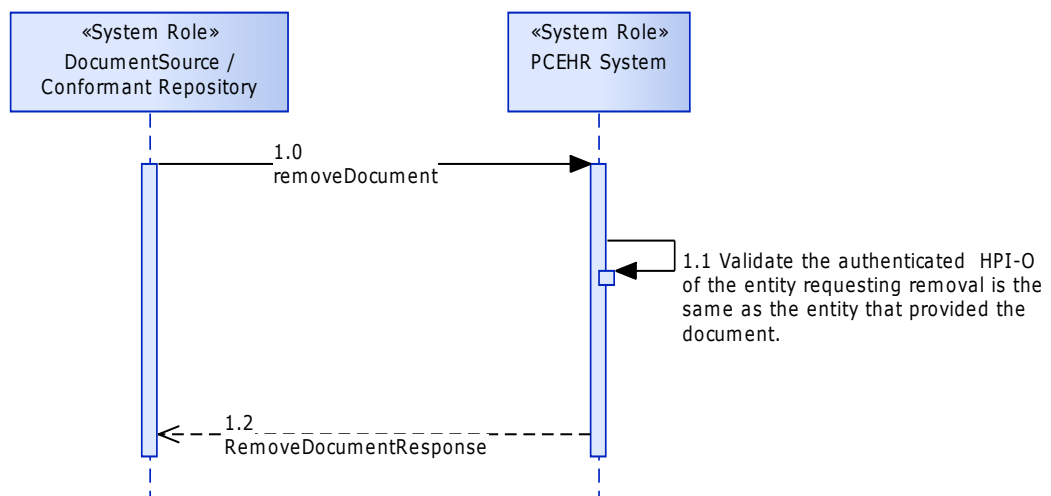 «System Role»
DocumentSource /
Conformant Repository
«System Role»
PCEHR System
1.0
removeDocument
1.1 Validate the authenticated HPI-O
of the entity requesting removal is the
same as the entity that provided the
document.
1.2
RemoveDocumentResponse